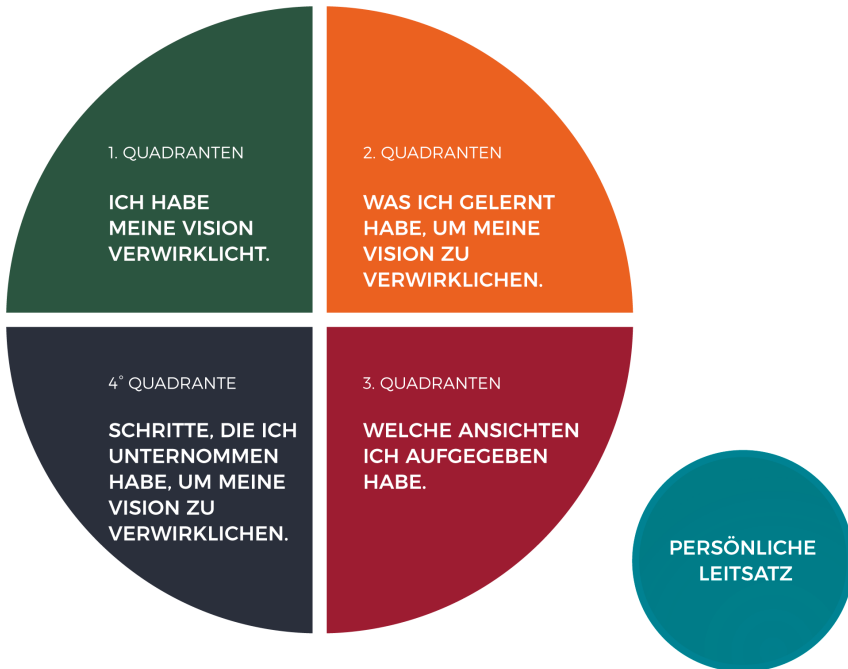 1. QUADRANTEN
ICH HABE
MEINE VISION
VERWIRKLICHT.
2. QUADRANTEN
WAS ICH GELERNT
HABE, UM MEINE
VISION ZU
VERWIRKLICHEN.
4° QUADRANTE
SCHRITTE, DIE ICH
UNTERNOMMEN
HABE, UM MEINE
VISION ZU
VERWIRKLICHEN.
3. QUADRANTEN
WELCHE ANSICHTEN
ICH AUFGEGEBEN
HABE.
PERSÖNLICHE
LEITSATZ